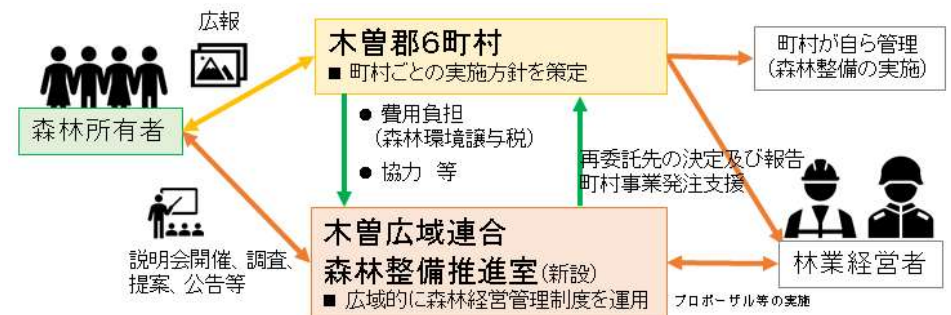 広報
木曽郡6町村
■ 町村ごとの実施方針を策定
町村が自ら管理
(森林整備の実施)
森林所有者
● 費用負担
(森林環境譲与税)
● 協力 等
再委託先の決定及び報告
町村事業発注支援
説明会開催、調査、
提案、公告等
木曽広域連合
森林整備推進室(新設)
■ 広域的に森林経営管理制度を運用
林業経営者
プロポーザル等の実施